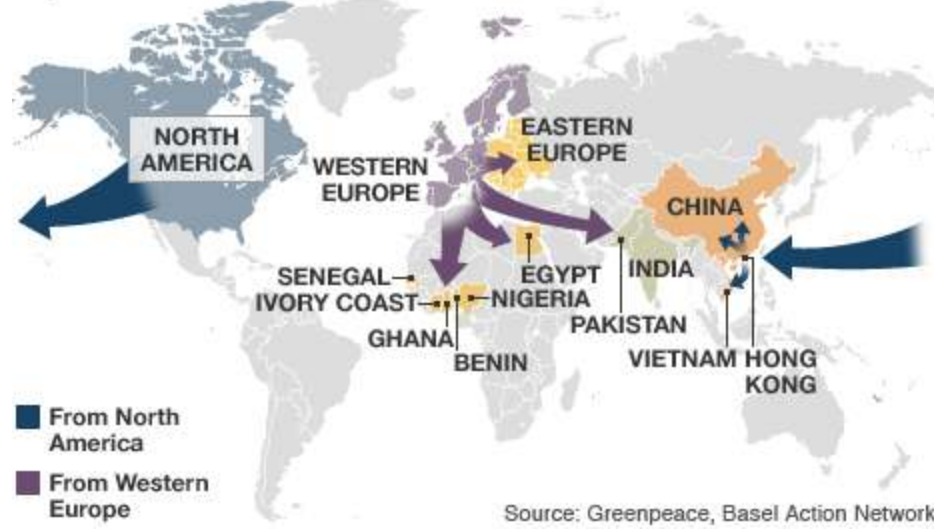 NORTH
AMERICA
WESTERN
EUROPE
EASTERN
EUROPE
CHINA
INDIA
SENEGAL
EGYPT
IVORY COAST
NIGERIA
GHANA
PAKISTAN
BENIN
VIETNAM
HONG
KONG
From North
America
From Western
Europe
Source: Greenpeace, Basel Action Network